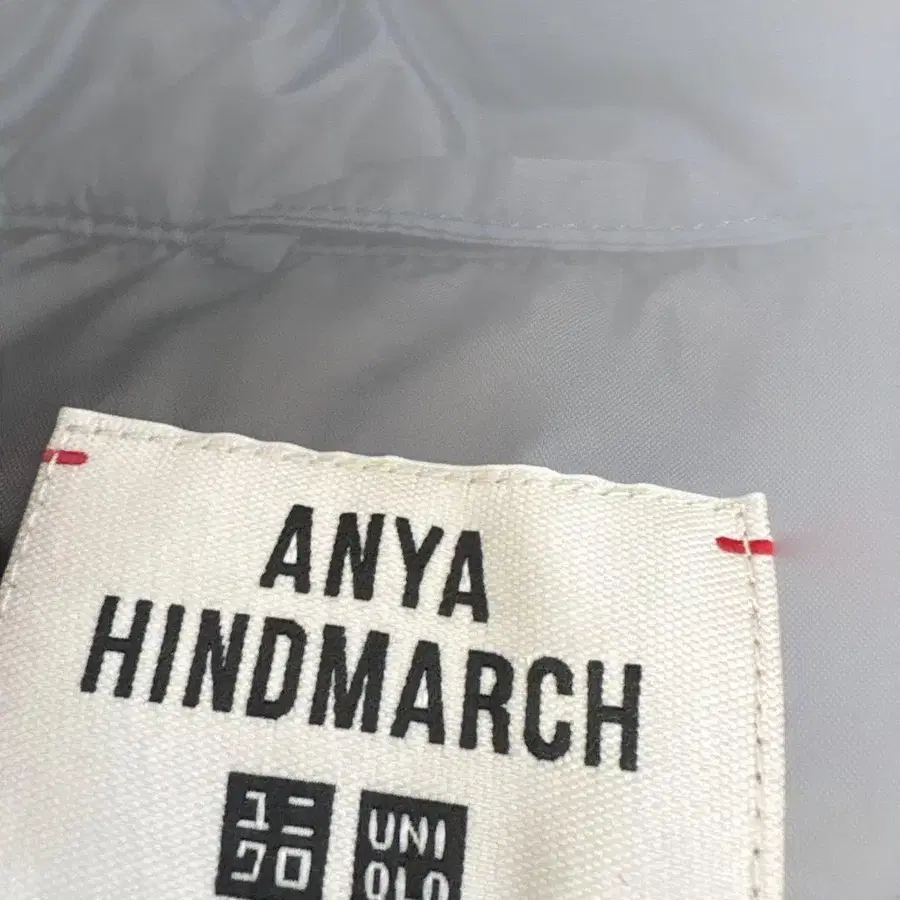 ANYA
HINDMARCH
ユニ UNI
クロ QLO